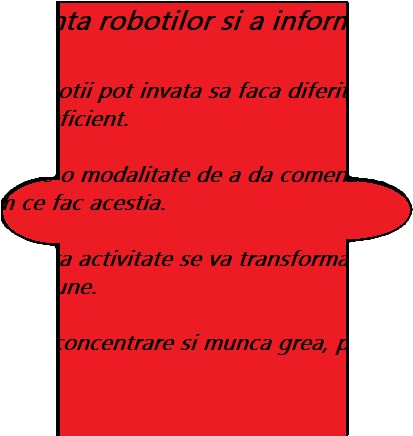 nta robotilor si a inform
otii pot invata sa faca diferit
ficient.
o modalitate de a da comen
m ce fac acestia.
a activitate se va transforma
une.
concentrare si munca grea, p